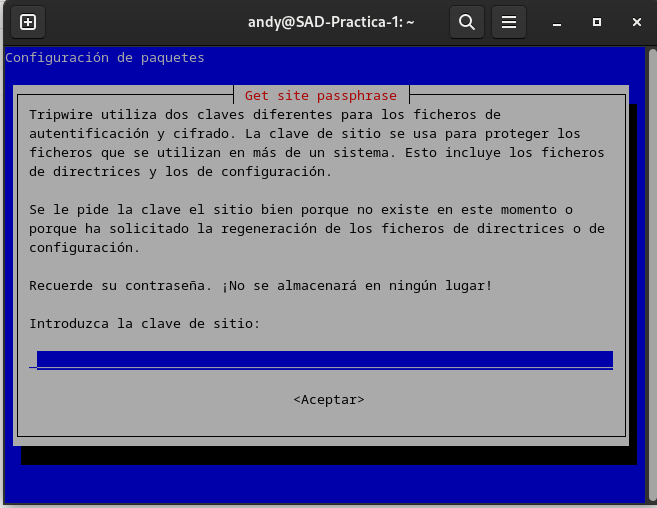 andy@SAD-Practica-1: ~
Configuración de paquetes
Get site passphrase
Tripwire utiliza dos claves diferentes para los ficheros de
autentificación y cifrado. La clave de sitio se usa para proteger los
ficheros que se utilizan en más de un sistema. Esto incluye los ficheros
de directrices y los de configuración.
Se le pide la clave el sitio bien porque no existe en este momento o
porque ha solicitado la regeneración de los ficheros de directrices o de
configuración.
Recuerde su contraseña. ¡No se almacenará en ningún lugar!
Introduzca la clave de sitio:
<Aceptar>